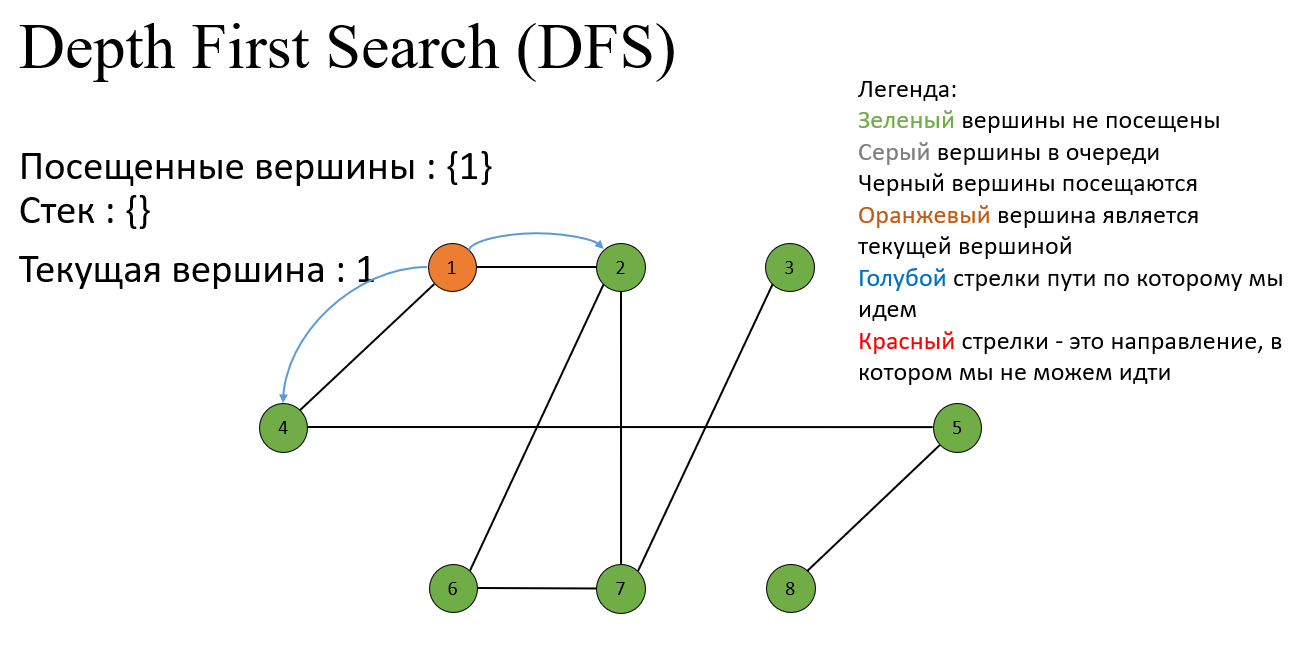 Depth First Search (DFS)
Легенда:
Зеленый вершины не посещены
Серый вершины в очереди
Черный вершины посещаются
Оранжевый вершина является
текущей вершиной
Голубой стрелки пути по которому мы
идем
Красный стрелки - это направление, в
котором мы не можем идти
Посещенные вершины : {1}
Стек : {}
Текущая вершина : 1
1
2
3
4
5
6
7
8